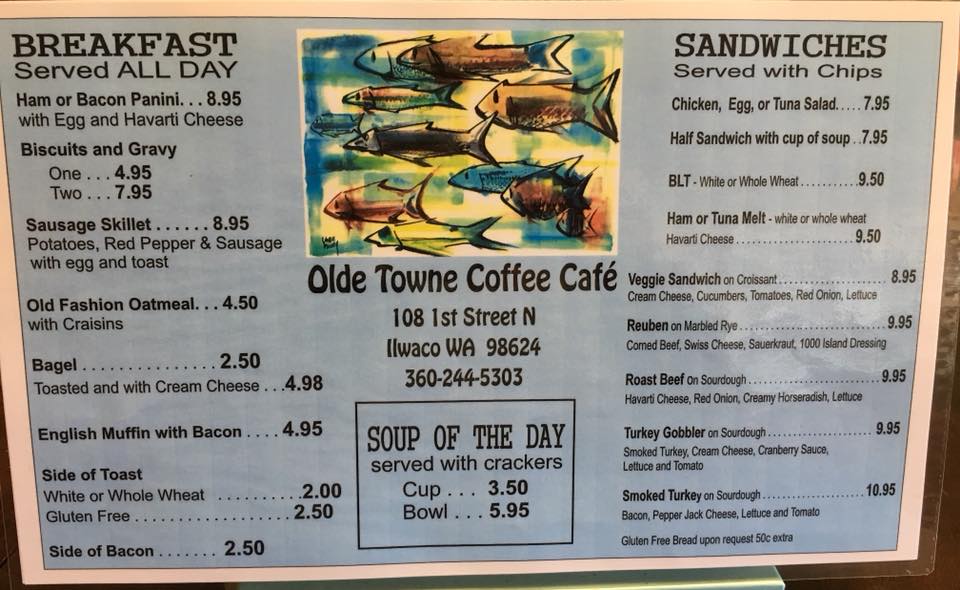 BREAKFAST
Served ALL DAY
Ham or Bacon Panini. . . 8.95
with Egg and Havarti Cheese
Biscuits and Gravy
One . . . 4.95
Two . . . 7.95
Sausage Skillet . . . . . . 8.95
Potatoes, Red Pepper & Sausage
with egg and toast
Old Fashion Oatmeal. . . 4.50
with Craisins
Bagel . . . . . . . . . . . . . . . 2.50
Toasted and with Cream Cheese . . .4.98
English Muffin with Bacon . . . . 4.95
Side of Toast
White or Whole Wheat . . . . . . . . . .2.00
Gluten Free . . . . . . . . . . . . . . . . . . 2.50
Side of Bacon . . . . . . . 2.50
Olde Towne Coffee Café
108 1st Street N
Ilwaco WA 98624
360-244-5303
SOUP OF THE DAY
served with crackers
Cup . . . 3.50
Bowl . . . 5.95
SANDWICHES
Served with Chips
Chicken, Egg, or Tuna Salad. . . . . 7.95
Half Sandwich with cup of soup . .7.95
BLT - White or Whole Wheat . . . . . . . . . . .9.50
Ham or Tuna Melt - white or whole wheat
Havarti Cheese . . . . . . . . . . . . . . . . . . . . . 9.50
Veggie Sandwich on Croissant. . . . . . . . . . . . . . . . . . . . 8.95
Cream Cheese, Cucumbers, Tomatoes, Red Onion, Lettuce
Reuben on Marbled Rye . . . . . . . . . . . . . . . . . . . . . . . . . . 9.95
Corned Beef, Swiss Cheese, Sauerkraut, 1000 Island Dressing
Roast Beef on Sourdough . . . . . . . . . . . . . . . . . . . . . . . . 9.95
Havarti Cheese, Red Onion, Creamy Horseradish, Lettuce
Turkey Gobbler on Sourdough . . . . . . . . . . . . . . . . . . . 9.95
Smoked Turkey, Cream Cheese, Cranberry Sauce,
Lettuce and Tomato
Smoked Turkey on Sourdough . . . . . . . . . . . . . . . . . . 10.95
Bacon, Pepper Jack Cheese, Lettuce and Tomato
Gluten Free Bread upon request 50c extra